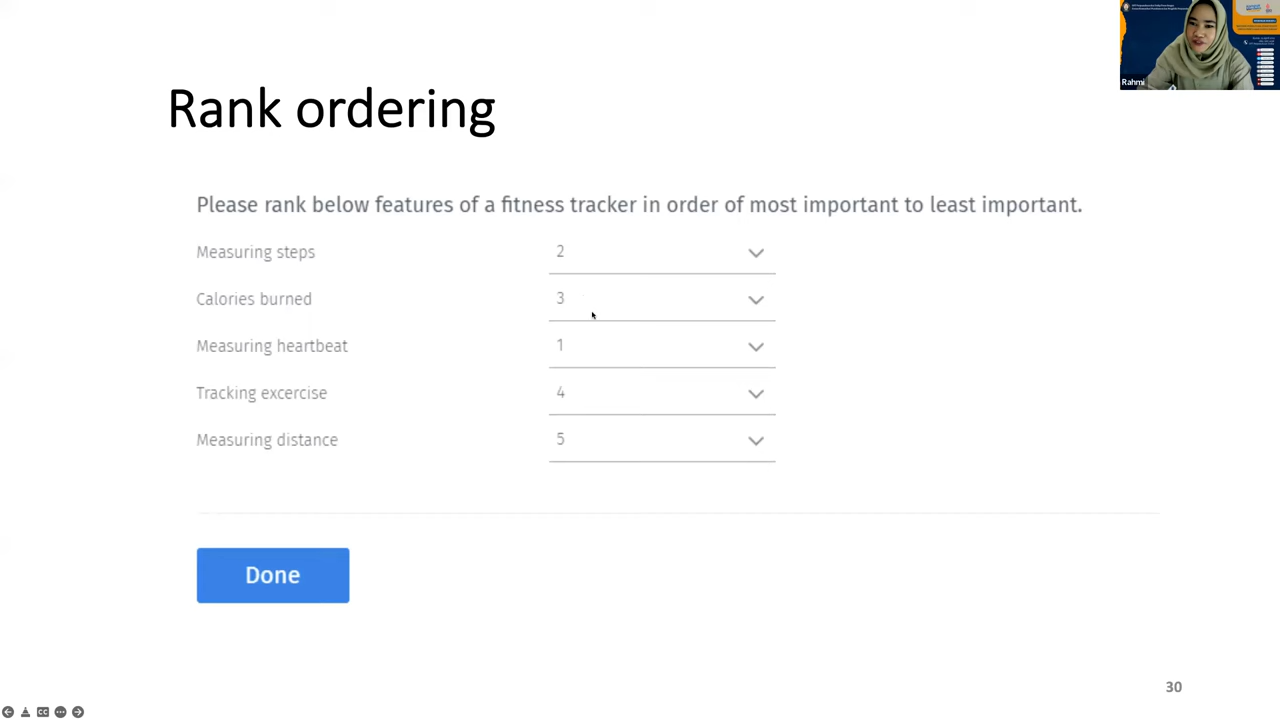 Rahmi
Rank ordering
Please rank below features of a fitness tracker in order of most important to least important.
Measuring steps 2
Calories burned 3
Measuring heartbeat 1
Tracking excercise 4
Measuring distance 5
Done
30
CC